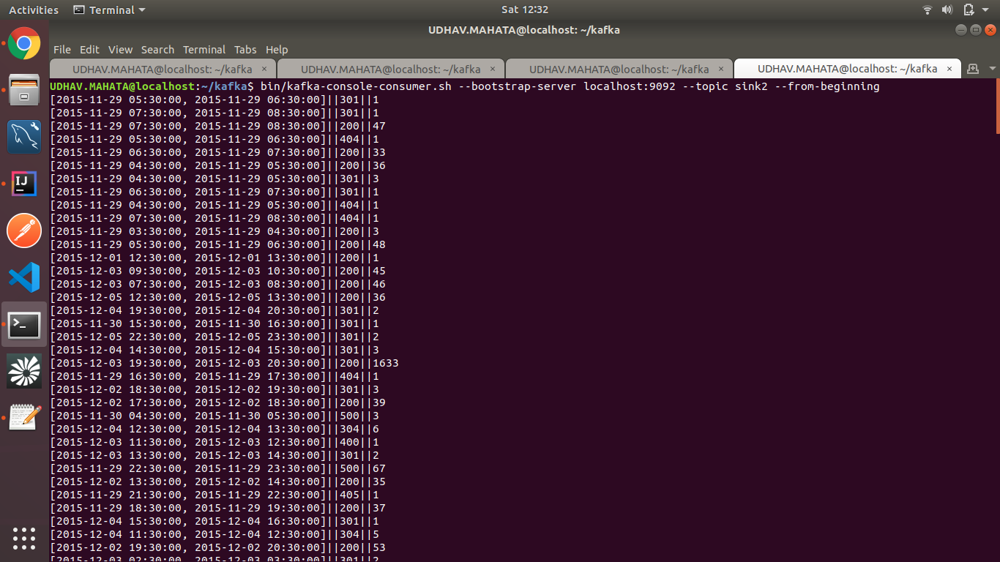 Activities Terminal Sat 12:32
UDHAV.MAHATA@localhost: ~/kafka
File Edit View Search Terminal Tabs Help
UDHAV.MAHATA@localhost: ~/kafka × UDHAV.MAHATA@localhost: ~/kafka × UDHAV.MAHATA@localhost: ~/kafka × UDHAV.MAHATA@localhost: ~/kafka ×
UDHAV.MAHATA@localhost:~/kafka$ bin/kafka-console-consumer.sh --bootstrap-server localhost:9092 --topic sink2 --from-beginning
[2015-11-29 05:30:00, 2015-11-29 06:30:00]||301||1
[2015-11-29 07:30:00, 2015-11-29 08:30:00]||301||1
[2015-11-29 07:30:00, 2015-11-29 08:30:00]||200||47
[2015-11-29 05:30:00, 2015-11-29 06:30:00]||404||1
[2015-11-29 06:30:00, 2015-11-29 07:30:00]||200||33
[2015-11-29 04:30:00, 2015-11-29 05:30:00]||200||36
[2015-11-29 04:30:00, 2015-11-29 05:30:00]||301||3
[2015-11-29 06:30:00, 2015-11-29 07:30:00]||301||1
[2015-11-29 04:30:00, 2015-11-29 05:30:00]||404||1
[2015-11-29 07:30:00, 2015-11-29 08:30:00]||404||1
[2015-11-29 03:30:00, 2015-11-29 04:30:00]||200||3
[2015-11-29 05:30:00, 2015-11-29 06:30:00]||200||48
[2015-12-01 12:30:00, 2015-12-01 13:30:00]||200||1
[2015-12-03 09:30:00, 2015-12-03 10:30:00]||200||45
[2015-12-03 07:30:00, 2015-12-03 08:30:00]||200||46
[2015-12-05 12:30:00, 2015-12-05 13:30:00]||200||36
[2015-12-04 19:30:00, 2015-12-04 20:30:00]||301||2
[2015-11-30 15:30:00, 2015-11-30 16:30:00]||301||1
[2015-12-05 22:30:00, 2015-12-05 23:30:00]||301||2
[2015-12-04 14:30:00, 2015-12-04 15:30:00]||301||3
[2015-12-03 19:30:00, 2015-12-03 20:30:00]||200||1633
[2015-11-29 16:30:00, 2015-11-29 17:30:00]||404||1
[2015-12-02 18:30:00, 2015-12-02 19:30:00]||301||3
[2015-12-02 17:30:00, 2015-12-02 18:30:00]||200||39
[2015-11-30 04:30:00, 2015-11-30 05:30:00]||500||3
[2015-12-04 12:30:00, 2015-12-04 13:30:00]||304||6
[2015-12-03 11:30:00, 2015-12-03 12:30:00]||400||1
[2015-12-03 13:30:00, 2015-12-03 14:30:00]||301||2
[2015-11-29 22:30:00, 2015-11-29 23:30:00]||500||67
[2015-12-02 13:30:00, 2015-12-02 14:30:00]||200||35
[2015-11-29 21:30:00, 2015-11-29 22:30:00]||405||1
[2015-11-29 18:30:00, 2015-11-29 19:30:00]||200||37
[2015-12-04 15:30:00, 2015-12-04 16:30:00]||301||1
[2015-12-04 11:30:00, 2015-12-04 12:30:00]||304||5
[2015-12-02 19:30:00, 2015-12-02 20:30:00]||200||53
[2015-12-03 02:30:00, 2015-12-03 03:30:00]||301||2